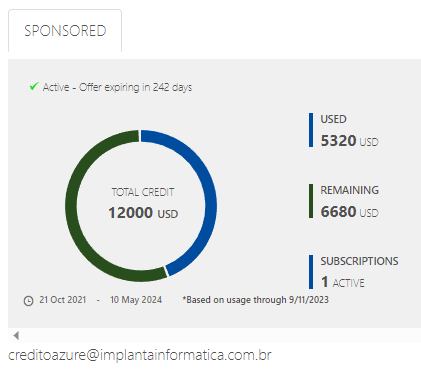 SPONSORED
Active - Offer expiring in 242 days
TOTAL CREDIT
12000 USD
USED
5320 USD
REMAINING
6680 USD
SUBSCRIPTIONS
1 ACTIVE
21 Oct 2021 - 10 May 2024 *Based on usage through 9/11/2023
creditoazure@implantainformatica.com.br